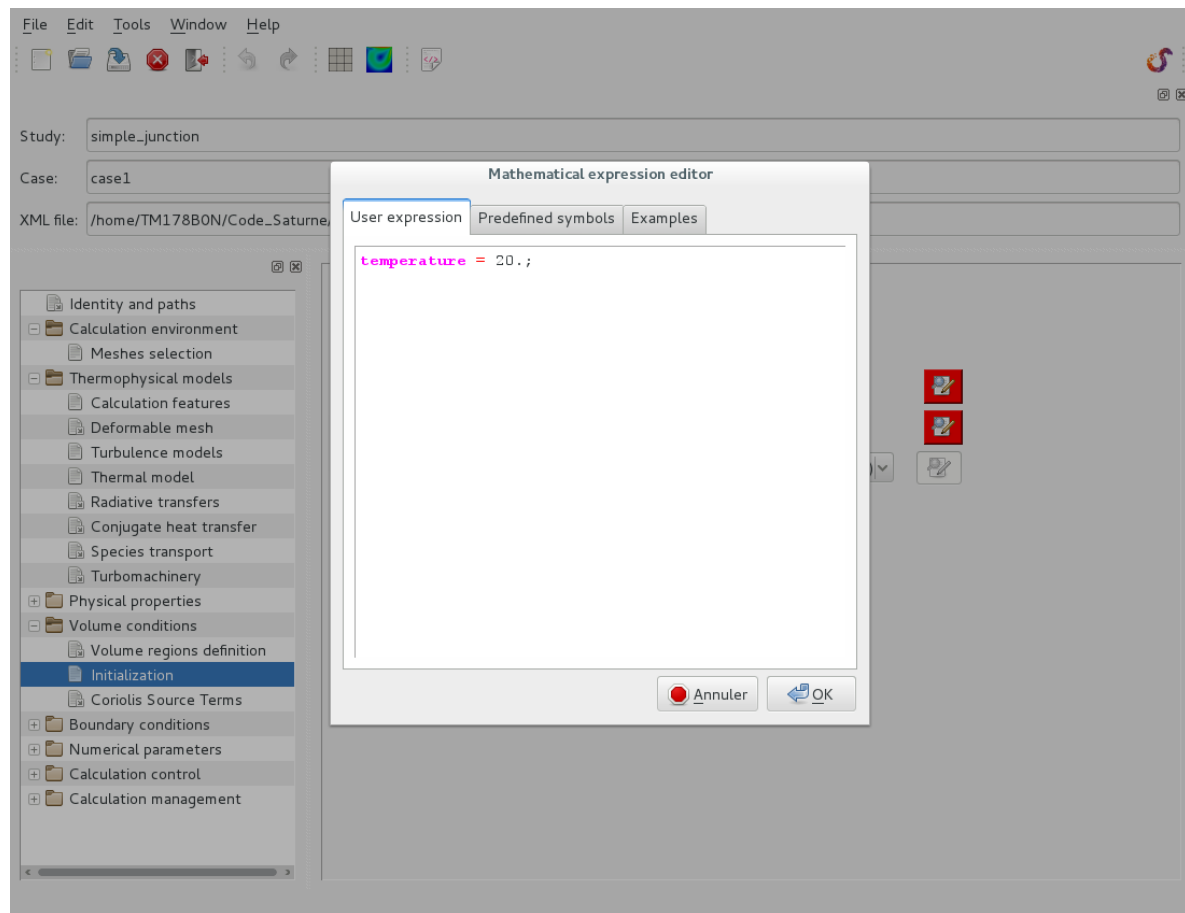 File Edit Tools Window Help
Study: simple_junction
Case: case1
XML file: /home/TM178B0N/Code_Saturne/
Mathematical expression editor
User expression Predefined symbols Examples
temperature = 20.;
Annuler OK
Identity and paths
Calculation environment
Meshes selection
Thermophysical models
Calculation features
Deformable mesh
Turbulence models
Thermal model
Radiative transfers
Conjugate heat transfer
Species transport
Turbomachinery
Physical properties
Volume conditions
Volume regions definition
Initialization
Coriolis Source Terms
Boundary conditions
Numerical parameters
Calculation control
Calculation management